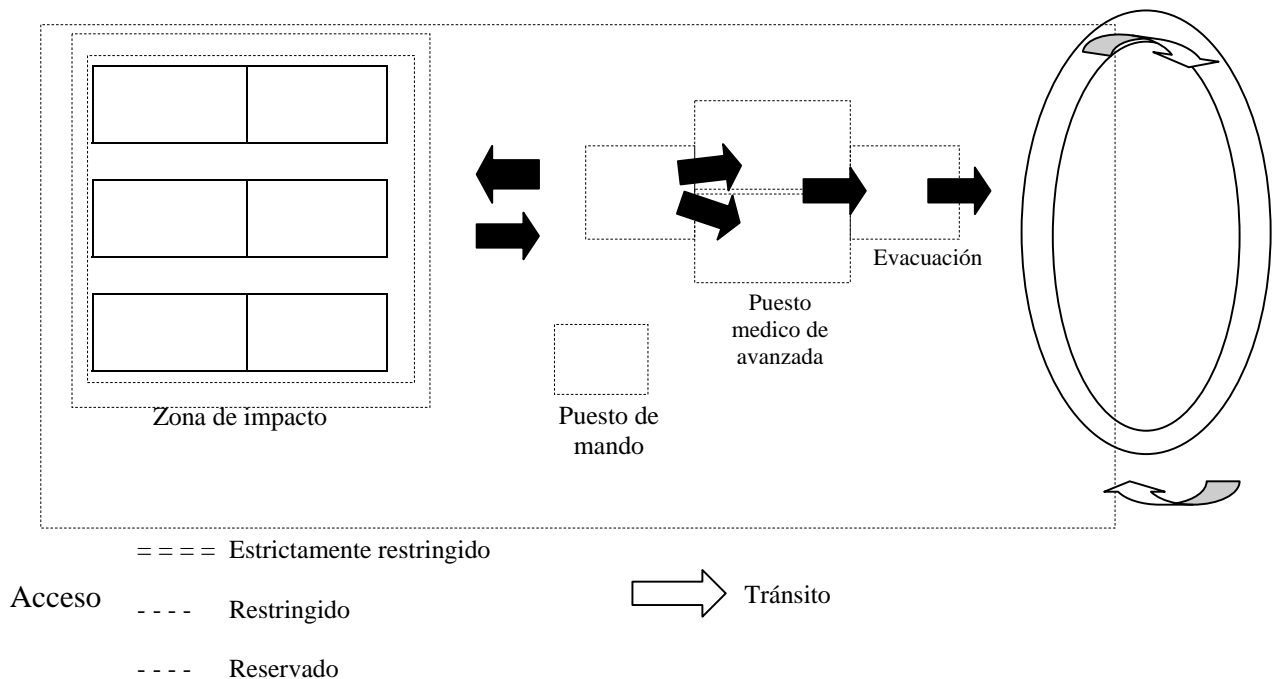 Evacuación
Puesto
medico de
avanzada
Zona de impacto
Puesto de
mando
= = = = Estrictamente restringido
Acceso
- - - - Restringido
Tránsito
- - - - Reservado